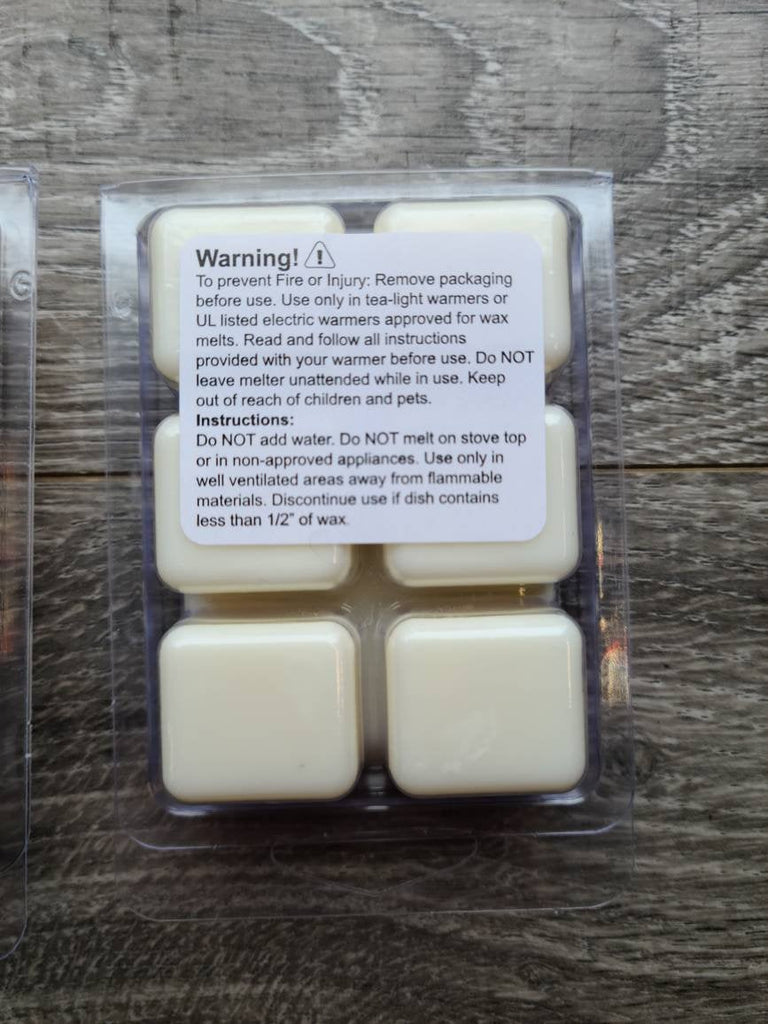 Warning!
To prevent Fire or Injury: Remove packaging
before use. Use only in tea-light warmers or
UL listed electric warmers approved for wax
melts. Read and follow all instructions
provided with your warmer before use. Do NOT
leave melter unattended while in use. Keep
out of reach of children and pets.
Instructions:
Do NOT add water. Do NOT melt on stove top
or in non-approved appliances. Use only in
well ventilated areas away from flammable
materials. Discontinue use if dish contains
less than 1/2" of wax.